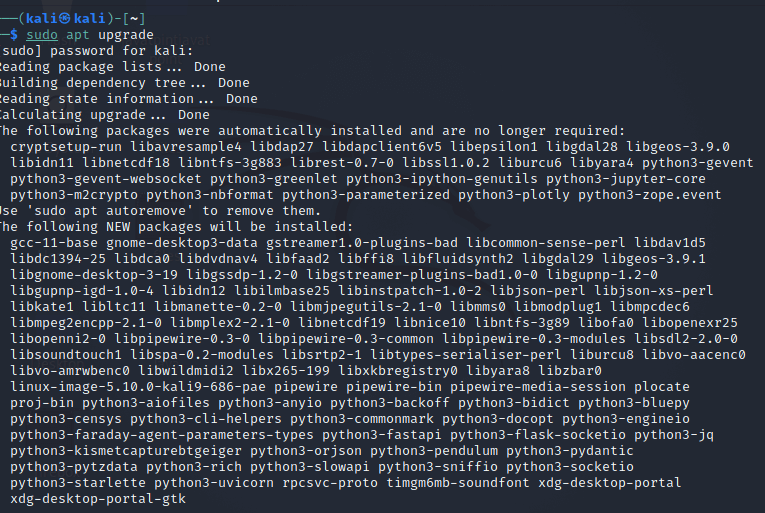 ──(kali㉿kali)-[~]
─$ sudo apt upgrade
sudo] password for kali:
Reading package lists... Done
Building dependency tree... Done
Reading state information... Done
Calculating upgrade... Done
The following packages were automatically installed and are no longer required:
cryptsetup-run libavresample4 libdap27 libdapclient6v5 libepsilon1 libgdal28 libgeos-3.9.0
libidn11 libnetcdf18 libntfs-3g883 librest-0.7-0 libssl1.0.2 liburcu6 libyara4 python3-gevent
python3-gevent-websocket python3-greenlet python3-ipython-genutils python3-jupyter-core
python3-m2crypto python3-nbformat python3-parameterized python3-plotly python3-zope.event
Use 'sudo apt autoremove' to remove them.
The following NEW packages will be installed:
gcc-11-base gnome-desktop3-data gstreamer1.0-plugins-bad libcommon-sense-perl libdav1d5
libdc1394-25 libdca0 libdvdnav4 libfaad2 libffi8 libfluidsynth2 libgdal29 libgeos-3.9.1
libgnome-desktop-3-19 libgssdp-1.2-0 libgstreamer-plugins-bad1.0-0 libgupnp-1.2-0
libgupnp-igd-1.0-4 libidn12 libilmbase25 libinstpatch-1.0-2 libjson-perl libjson-xs-perl
libkate1 libltc11 libmanette-0.2-0 libmjpegutils-2.1-0 libmms0 libmodplug1 libmpcdec6
libmpeg2encpp-2.1-0 libmplex2-2.1-0 libnetcdf19 libnice10 libntfs-3g89 libofa0 libopenexr25
libopenni2-0 libpipewire-0.3-0 libpipewire-0.3-common libpipewire-0.3-modules libsdl2-2.0-0
libsoundtouch1 libspa-0.2-modules libsrtp2-1 libtypes-serialiser-perl liburcu8 libvo-aacenc0
libvo-amrwbenc0 libwildmidi2 libx265-199 libxkbregistry0 libyara8 libzbar0
linux-image-5.10.0-kali9-686-pae pipewire pipewire-bin pipewire-media-session plocate
proj-bin python3-aiofiles python3-anyio python3-backoff python3-bidict python3-bluepy
python3-censys python3-cli-helpers python3-commonmark python3-docopt python3-engineio
python3-faraday-agent-parameters-types python3-fastapi python3-flask-socketio python3-jq
python3-kismetcapturebtgeiger python3-orjson python3-pendulum python3-pydantic
python3-pytzdata python3-rich python3-slowapi python3-sniffio python3-socketio
python3-starlette python3-uvicorn rpcsvc-proto timgm6mb-soundfont xdg-desktop-portal
xdg-desktop-portal-gtk